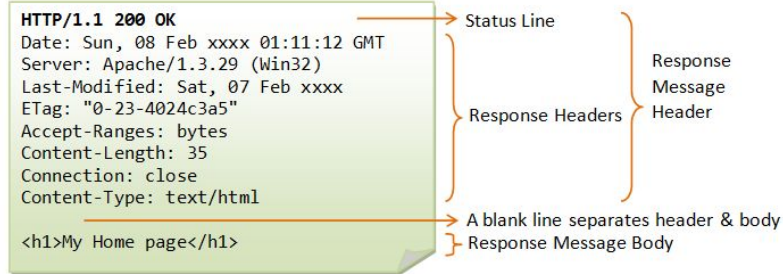 HTTP/1.1 200 OK
Date: Sun, 08 Feb xxxx 01:11:12 GMT
Server: Apache/1.3.29 (Win32)
Last-Modified: Sat, 07 Feb xxxx
ETag: "0-23-4024c3a5"
Accept-Ranges: bytes
Content-Length: 35
Connection: close
Content-Type: text/html
<h1>My Home page</h1>
Status Line
Response Headers
Response
Message
Header
A blank line separates header & body
Response Message Body